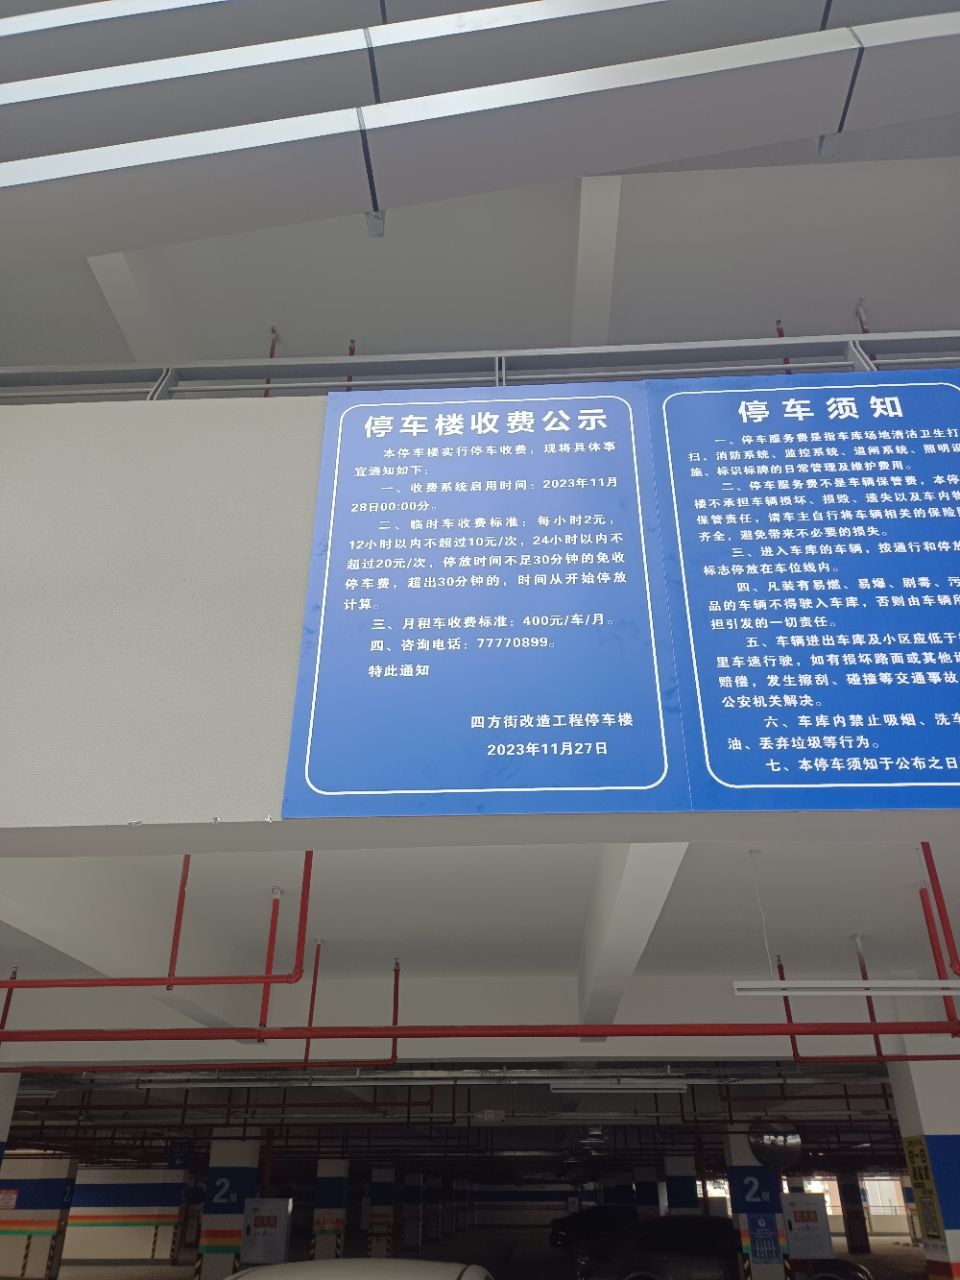 停车楼收费公示
本停车楼实行停车收费，现将具体事
宜通知如下：
一、收费系统启用时间：2023年11月
28日00:00分。
二、临时车收费标准：每小时2元，
12小时以内不超过10元/次，24小时以内不
超过20元/次，停放时间不足30分钟的免收
停车费，超出30分钟的，时间从开始停放
计算。
三、月租车收费标准：400元/车/月。
四、咨询电话：77770899。
特此通知
四方街改造工程停车楼
2023年11月27日
停车须知
一、停车服务费是指车库场地清洁卫生打
扫，消防系统、监控系统、道闸系统、照明设
施、标识标牌的日常管理及维护费用。
二、停车服务费不是车辆保管费，本停
楼不承担车辆损坏、损毁、遗失以及车内物
保管责任，请车主自行将车辆相关的保险
齐全，避免带来不必要的损失。
三、进入车库的车辆，按通行和停放
标志停放在车位线内。
四、凡装有易燃、易爆、剧毒、污
品的车辆不得驶入车库，否则由车辆所
担引发的一切责任。
五、车辆进出车库及小区应低于
里车速行驶，如有损坏路面或其他
赔偿，发生擦刮、碰撞等交通事故
公安机关解决。
六、车库内禁止吸烟、洗车
油、丢弃垃圾等行为。
七、本停车须知于公布之日
2
2
2